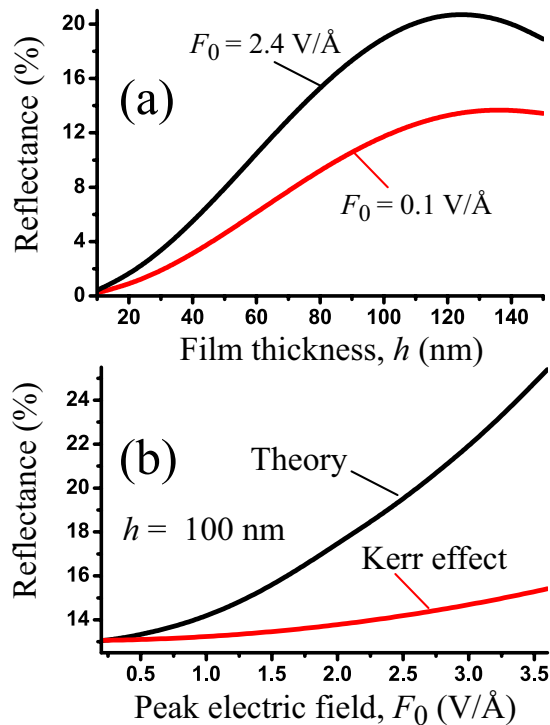 20
16
12
8
4
0
Reflectance (%)
(a)
F0 = 2.4 V/Å
F0 = 0.1 V/Å
20 40 60 80 100 120 140
Film thickness, h (nm)
24
22
20
18
16
14
Reflectance (%)
(b)
Theory
h = 100 nm
Kerr effect
0.5 1.0 1.5 2.0 2.5 3.0 3.5
Peak electric field, F0 (V/Å)